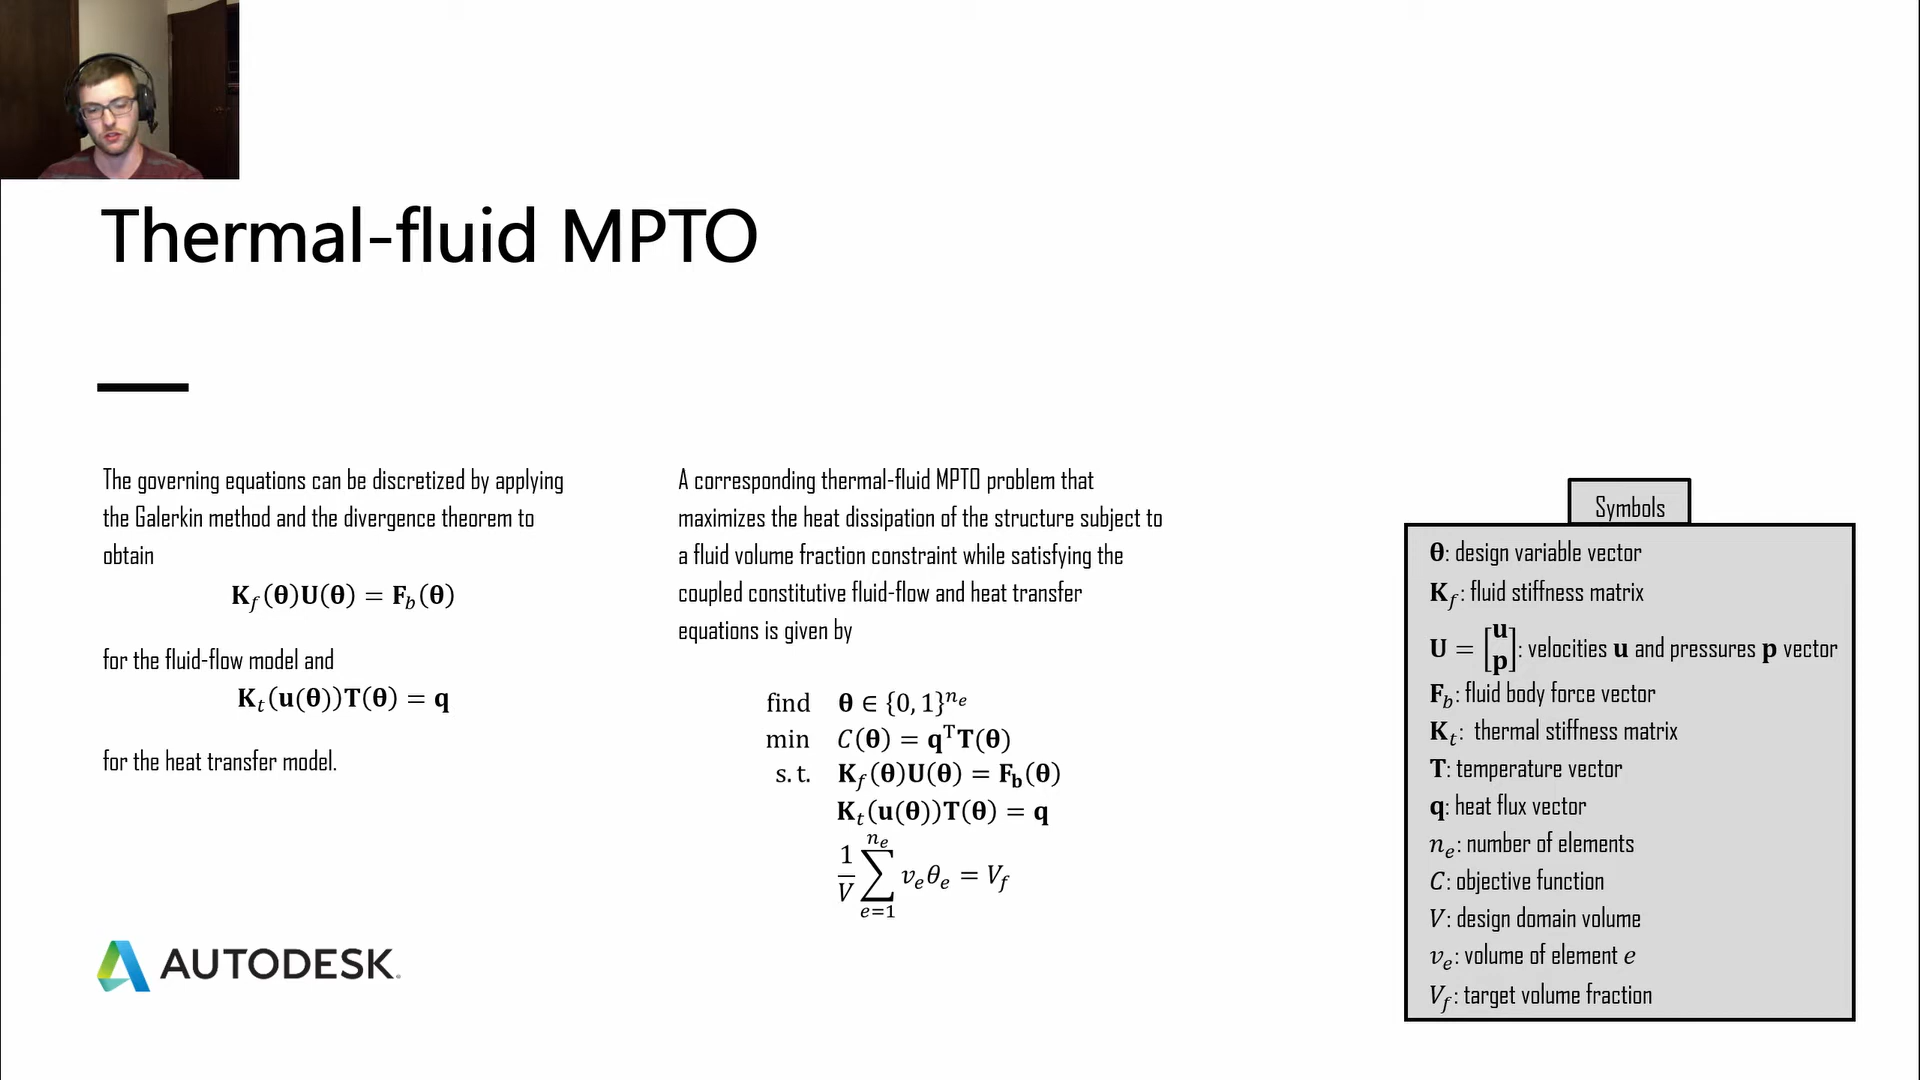 Thermal-fluid MPTO
The governing equations can be discretized by applying
the Galerkin method and the divergence theorem to
obtain
𝐊_f(𝛉)𝐔(𝛉) = 𝐅_b(𝛉)
for the fluid-flow model and
𝐊_t(𝐮(𝛉))𝐓(𝛉) = 𝐪
for the heat transfer model.
A corresponding thermal-fluid MPTO problem that
maximizes the heat dissipation of the structure subject to
a fluid volume fraction constraint while satisfying the
coupled constitutive fluid-flow and heat transfer
equations is given by
find 𝛉 ∈ {0, 1}^{n_e}
min C(𝛉) = 𝐪^T𝐓(𝛉)
s. t. 𝐊_f(𝛉)𝐔(𝛉) = 𝐅_𝐛(𝛉)
𝐊_t(𝐮(𝛉))𝐓(𝛉) = 𝐪
1/V ∑_{e=1}^{n_e} v_e θ_e = V_f
Symbols
𝛉: design variable vector
𝐊_f: fluid stiffness matrix
𝐔 = [𝐮 𝐩]: velocities 𝐮 and pressures 𝐩 vector
𝐅_b: fluid body force vector
𝐊_t: thermal stiffness matrix
𝐓: temperature vector
𝐪: heat flux vector
n_e: number of elements
C: objective function
V: design domain volume
v_e: volume of element e
V_f: target volume fraction
AUTODESK.